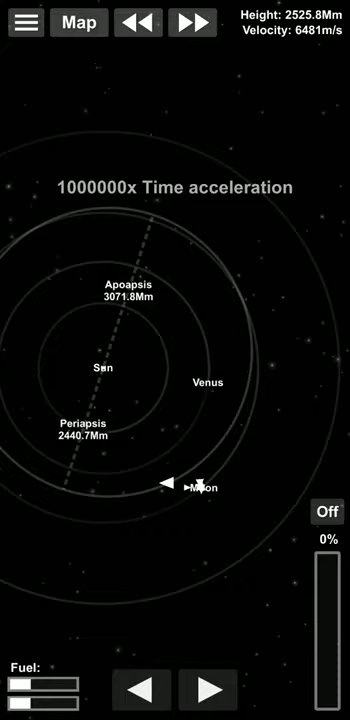 Map
Height: 2525.8Mm
Velocity: 6481m/s
1000000x Time acceleration
Apoapsis
3071.8Mm
Sun
Venus
Periapsis
2440.7Mm
Moon
Off
0%
Fuel: